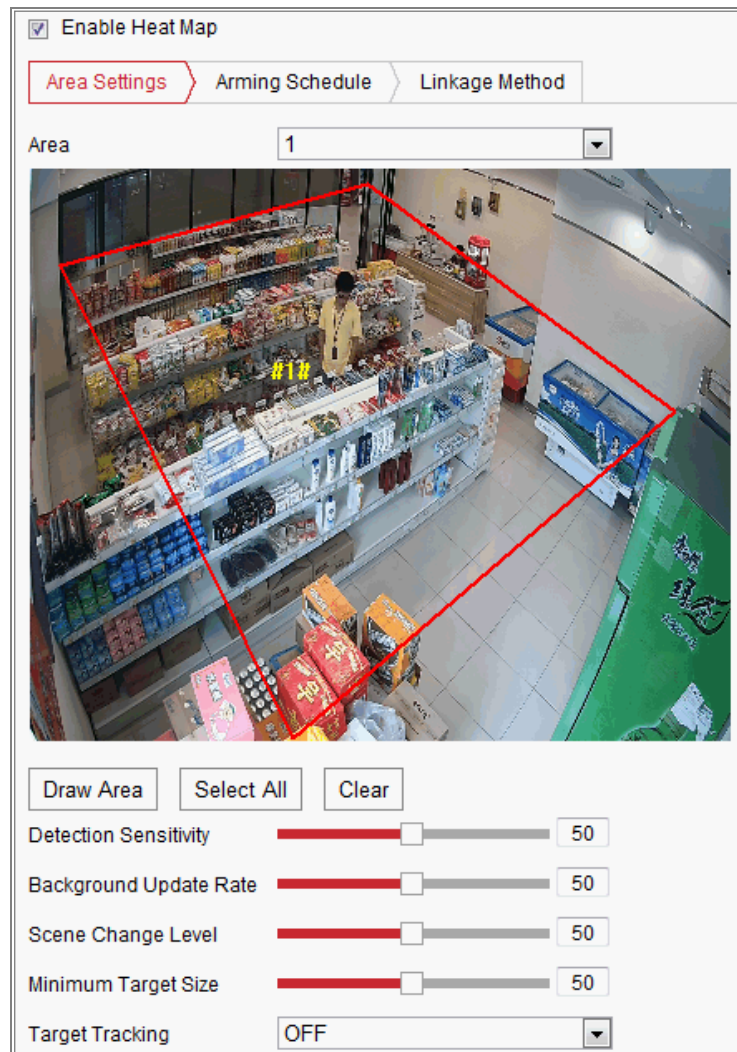 Enable Heat Map
Area Settings Arming Schedule Linkage Method
Area 1
#1#
Draw Area Select All Clear
Detection Sensitivity 50
Background Update Rate 50
Scene Change Level 50
Minimum Target Size 50
Target Tracking OFF